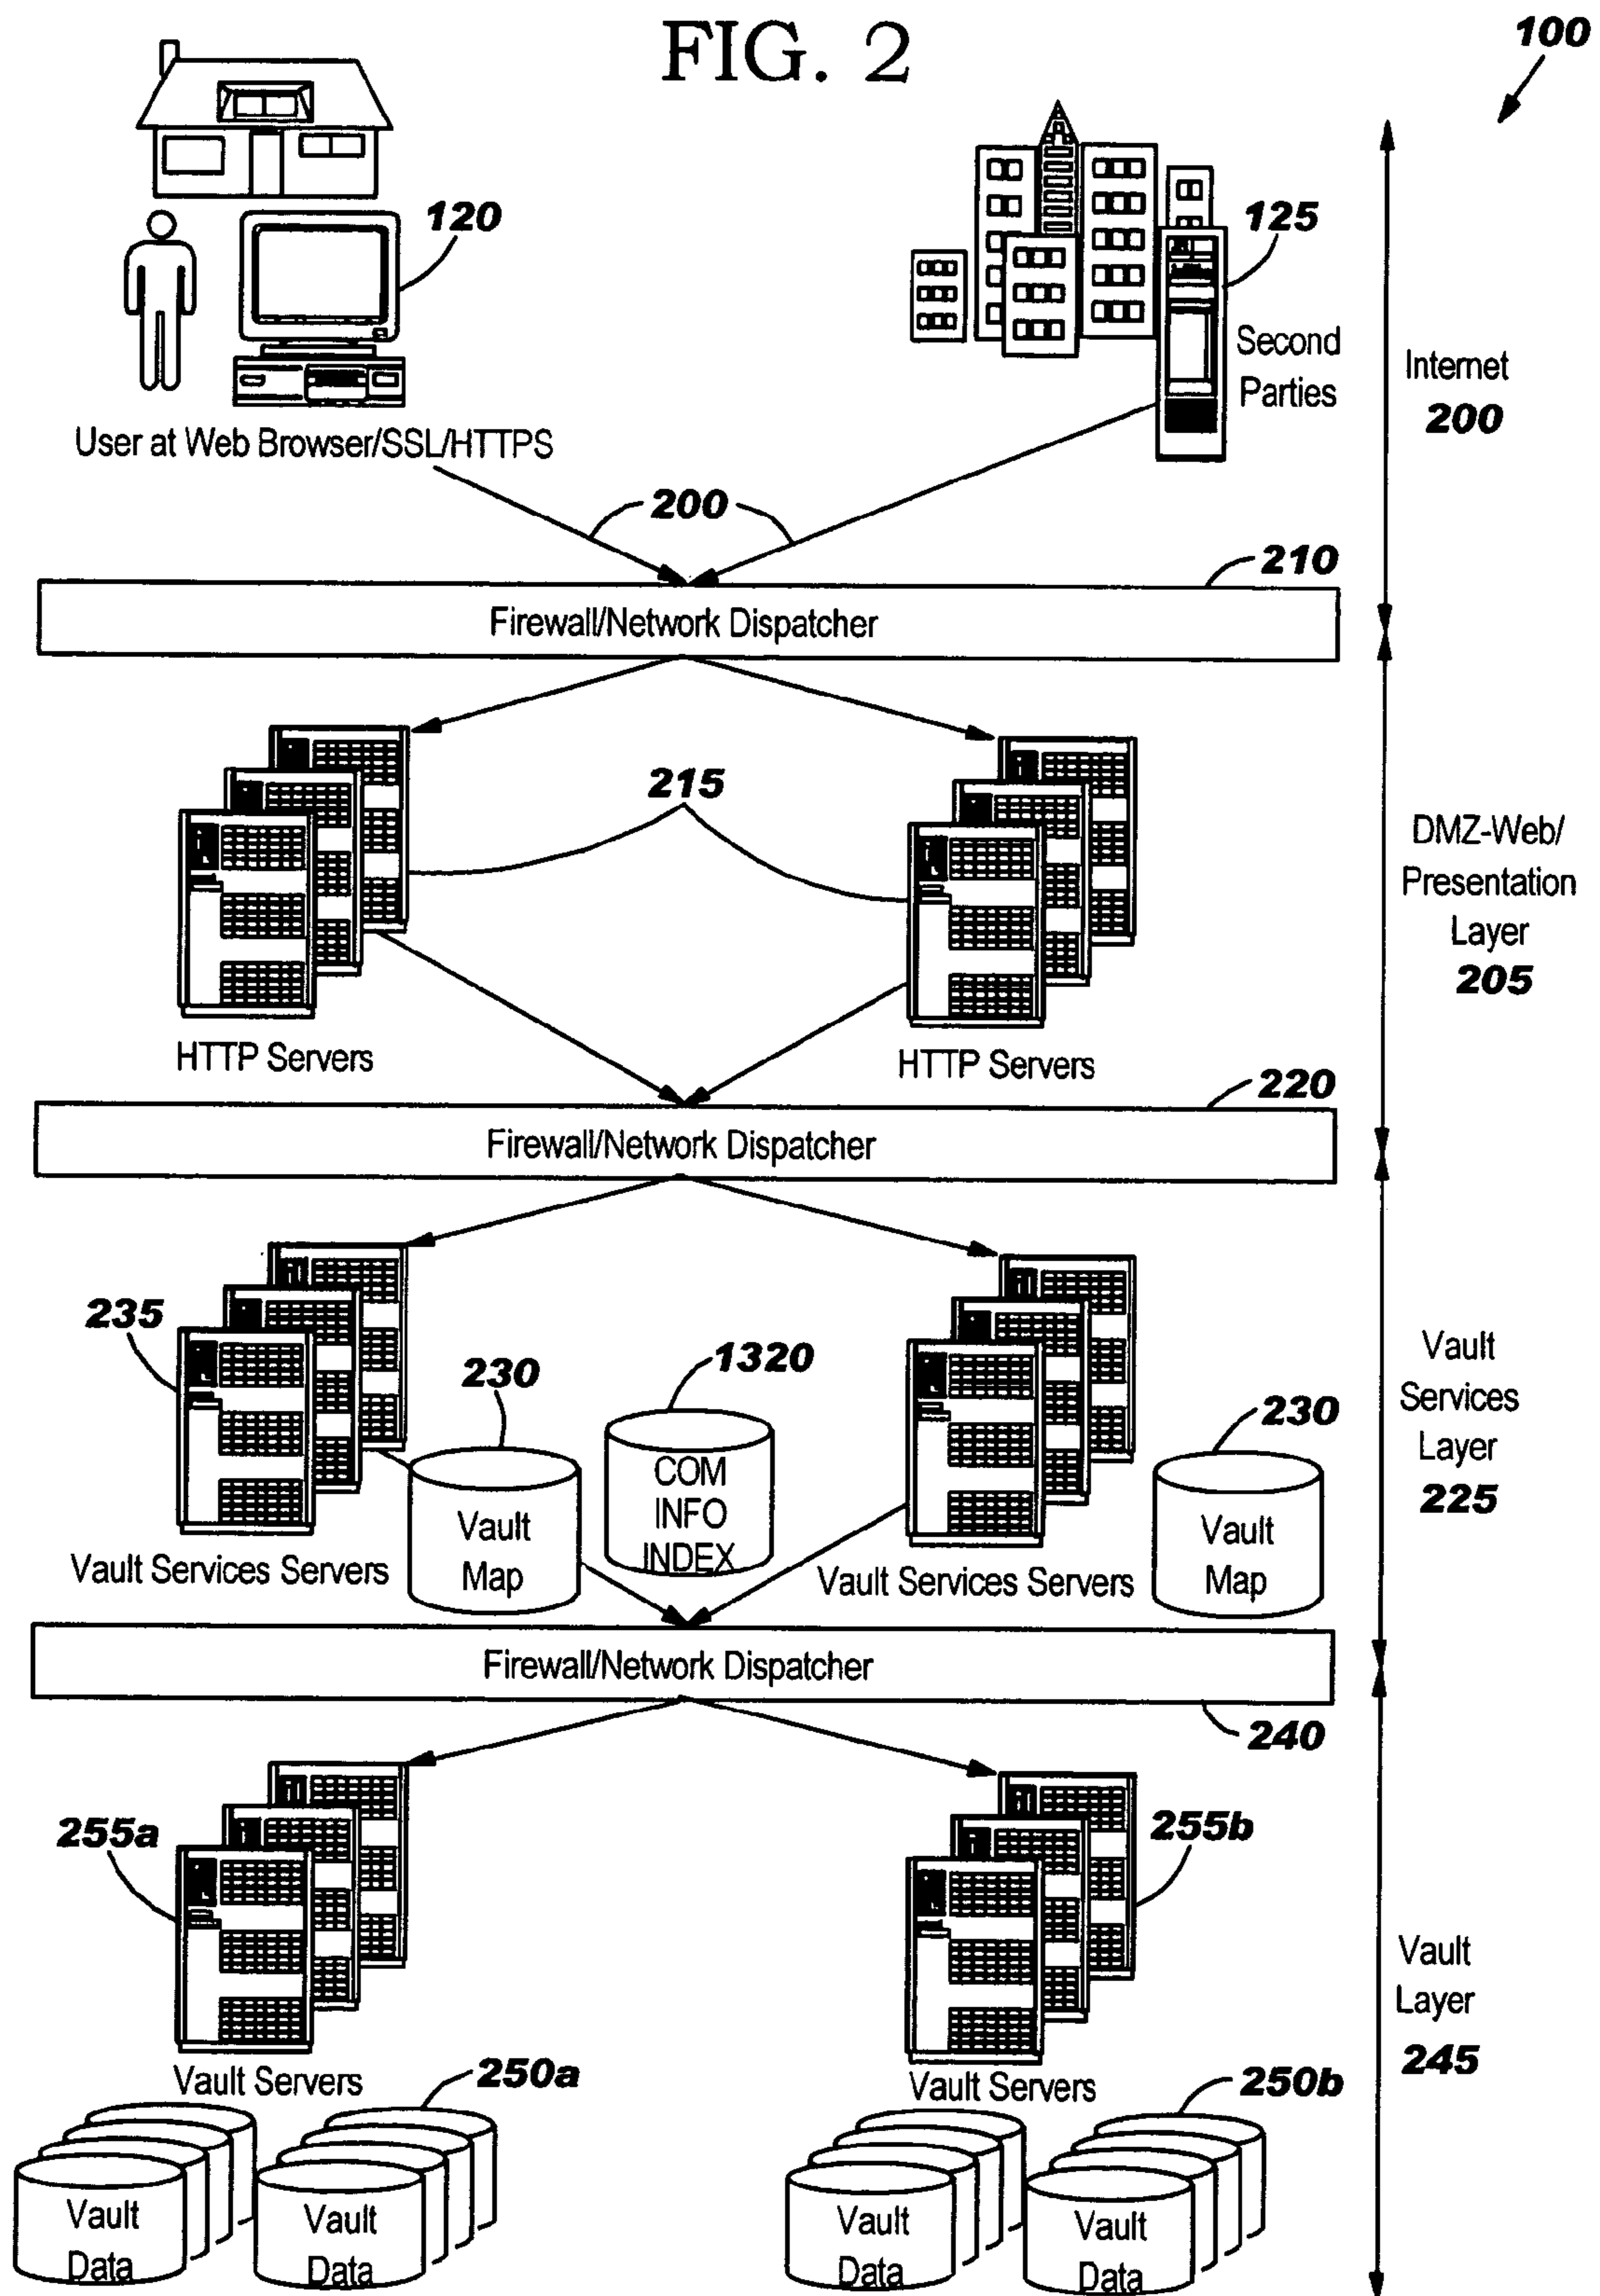 FIG. 2
100
120
125
Second
Parties
Internet
200
User at Web Browser/SSL/HTTPS
200
210
Firewall/Network Dispatcher
215
DMZ-Web/
Presentation
Layer
205
HTTP Servers
HTTP Servers
220
Firewall/Network Dispatcher
235
230
1320
230
Vault
Services
Layer
225
COM
INFO
INDEX
Vault
Map
Vault
Map
Vault Services Servers
Vault Services Servers
Firewall/Network Dispatcher
240
255a
255b
Vault
Layer
245
Vault Servers
250a
Vault Servers
250b
Vault
Data
Vault
Data
Vault
Data
Vault
Data